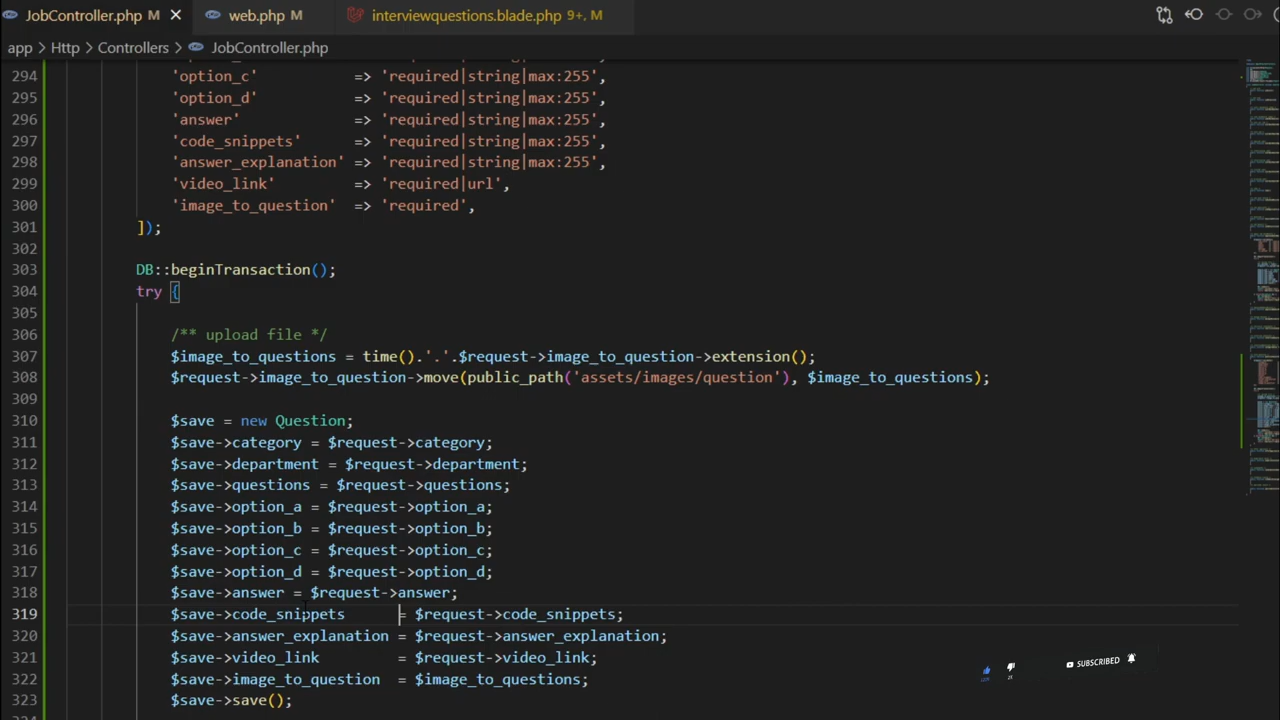 JobController.php M
web.php M
interviewquestions.blade.php 9+, M
app > Http > Controllers > JobController.php
294 'option_c' => 'required|string|max:255',
295 'option_d' => 'required|string|max:255',
296 'answer' => 'required|string|max:255',
297 'code_snippets' => 'required|string|max:255',
298 'answer_explanation' => 'required|string|max:255',
299 'video_link' => 'required|url',
300 'image_to_question' => 'required',
301 ]);
302
303 DB::beginTransaction();
304 try {
305
306 /** upload file */
307 $image_to_questions = time().'.'.$request->image_to_question->extension();
308 $request->image_to_question->move(public_path('assets/images/question'), $image_to_questions);
309
310 $save = new Question;
311 $save->category = $request->category;
312 $save->department = $request->department;
313 $save->questions = $request->questions;
314 $save->option_a = $request->option_a;
315 $save->option_b = $request->option_b;
316 $save->option_c = $request->option_c;
317 $save->option_d = $request->option_d;
318 $save->answer = $request->answer;
319 $save->code_snippets = $request->code_snippets;
320 $save->answer_explanation = $request->answer_explanation;
321 $save->video_link = $request->video_link;
322 $save->image_to_question = $image_to_questions;
323 $save->save();
SUBSCRIBED